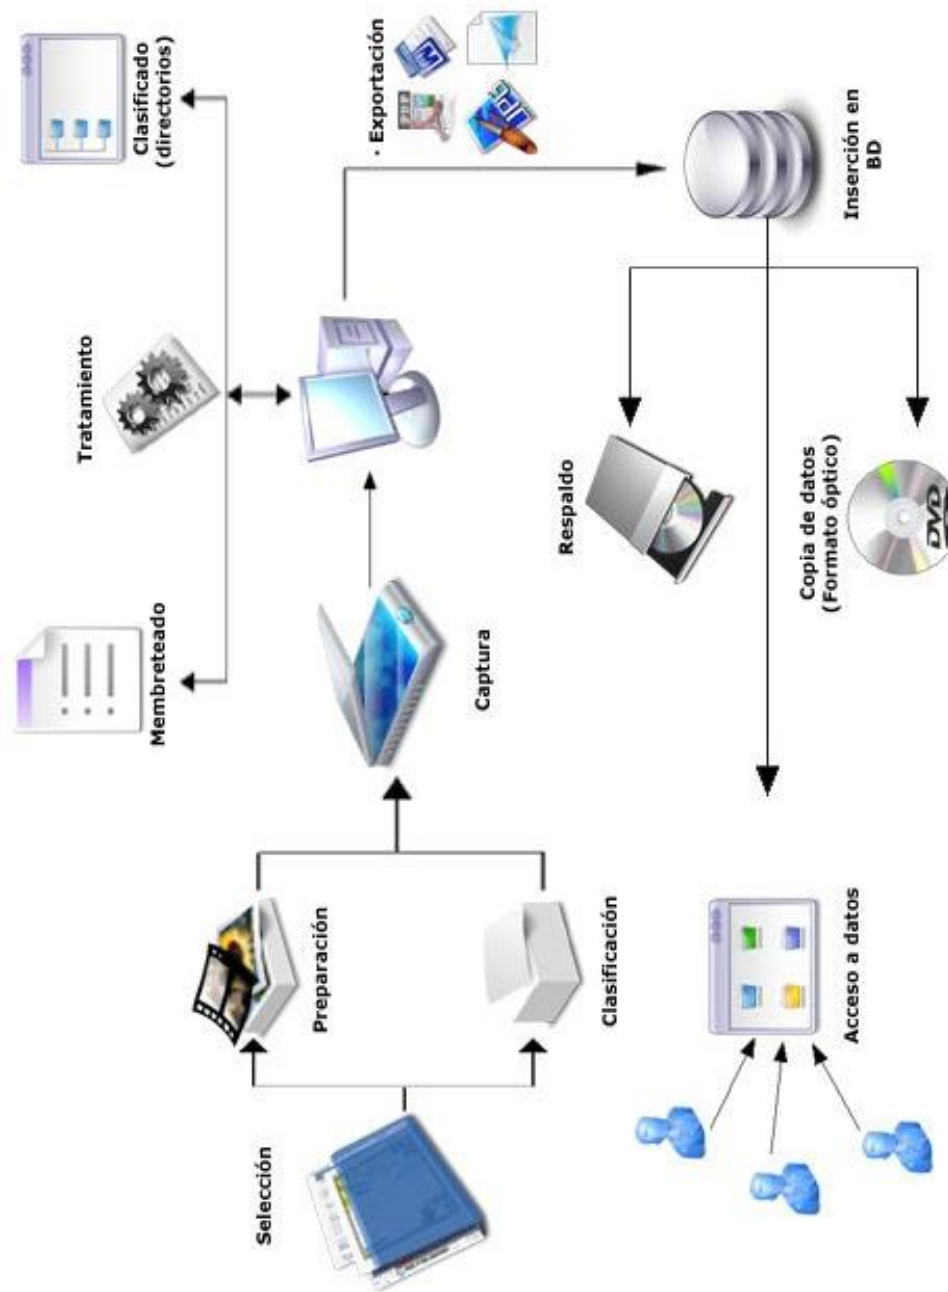 Selección
Preparación
Clasificación
Captura
Membreteado
Tratamiento
Clasificado
(directorios)
· Exportación
Inserción en
BD
Respaldo
Copia de datos
(Formato óptico)
DVD
Acceso a datos